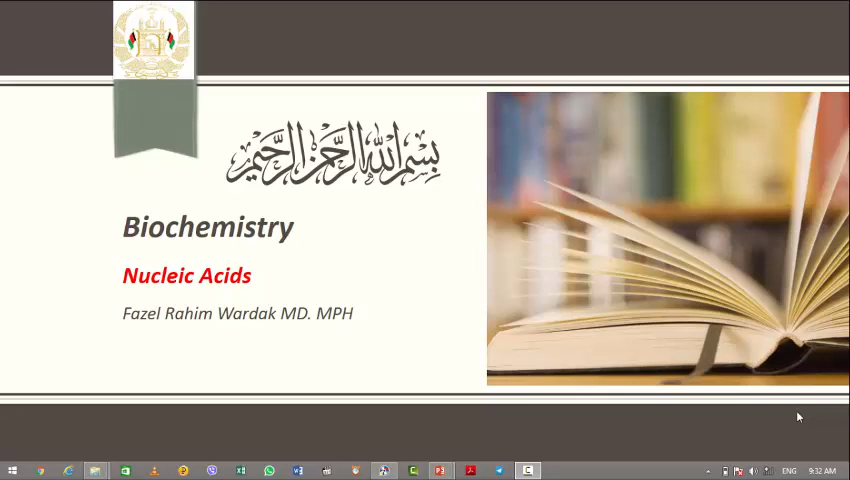 بسم الله الرحمن الرحيم
Biochemistry
Nucleic Acids
Fazel Rahim Wardak MD. MPH
ENG 9:32 AM